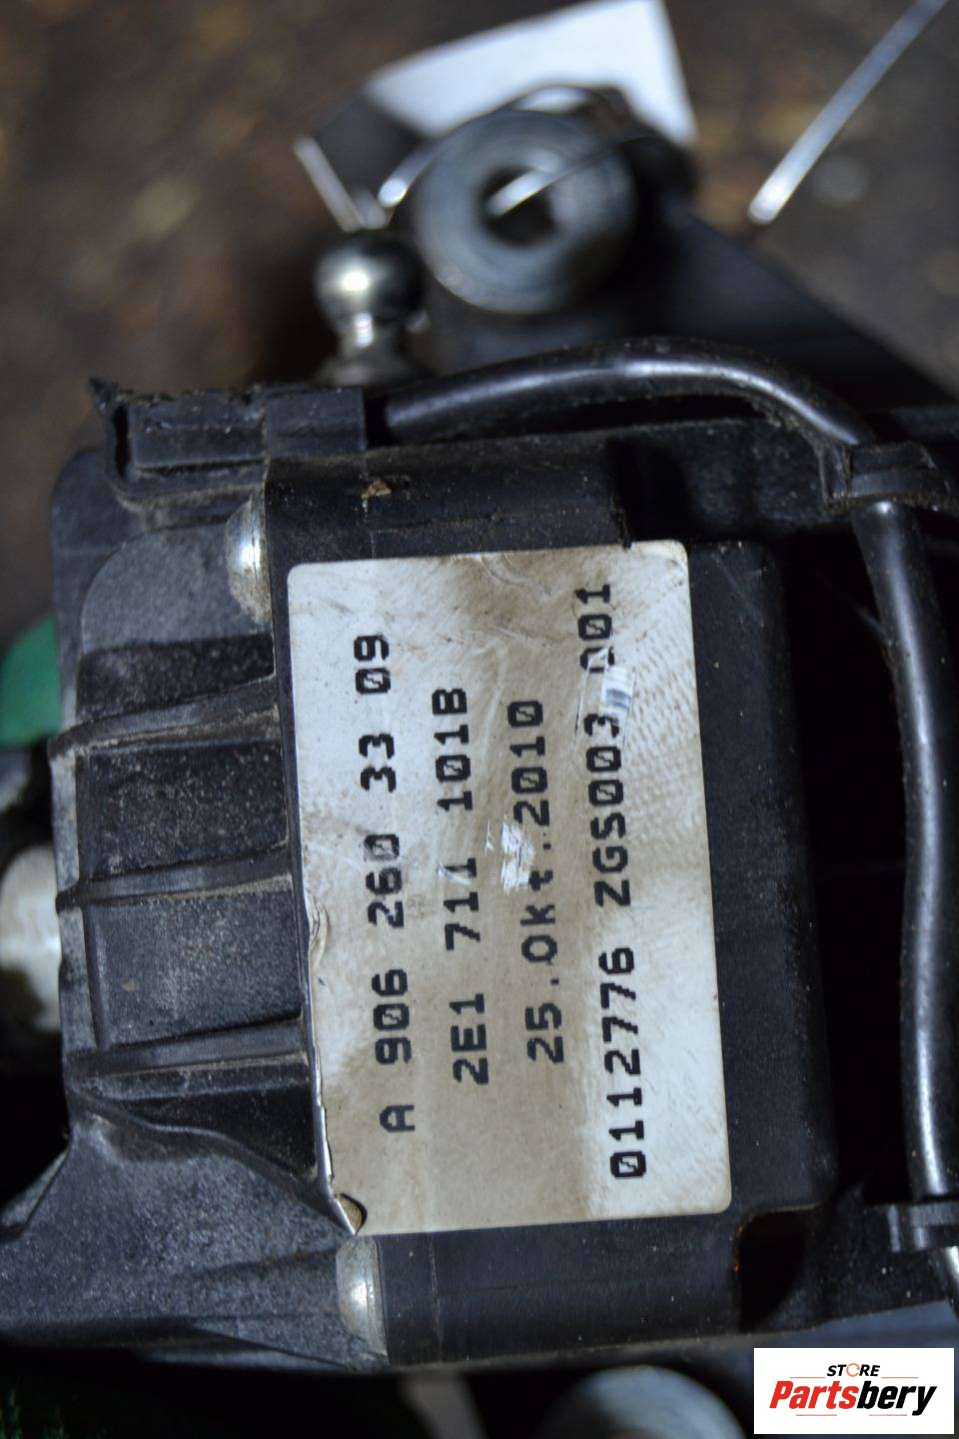 A 906 260 33 09
2E1 711 101B
25.Okt.2010
0112776 ZGS003 001
STORE
Partsbery